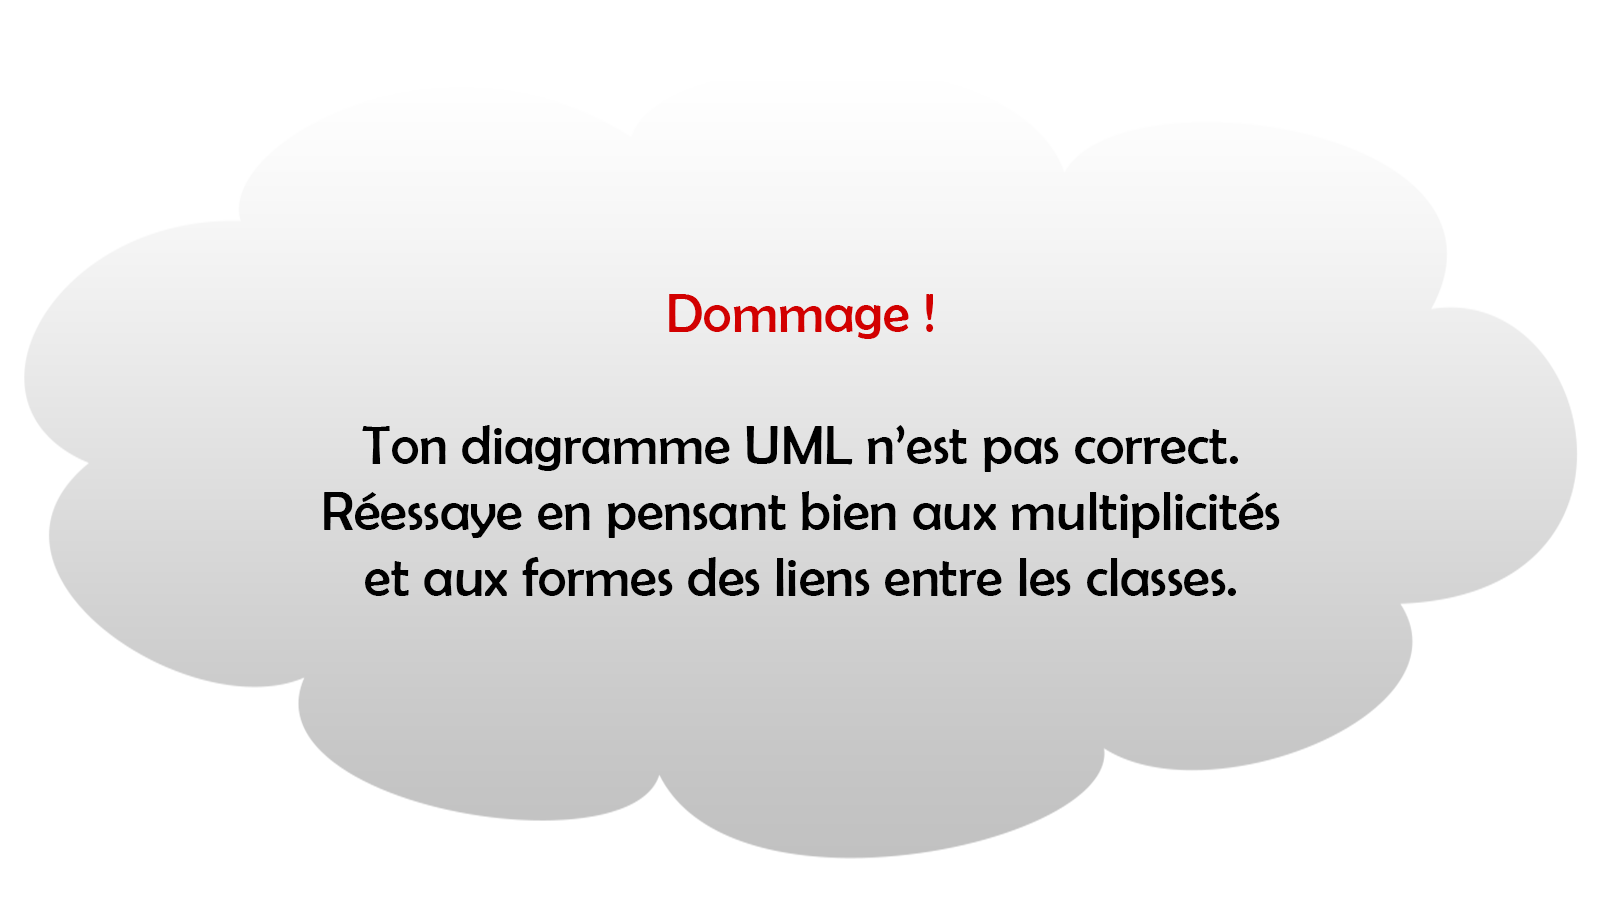 Dommage !
Ton diagramme UML n’est pas correct.
Réessaye en pensant bien aux multiplicités
et aux formes des liens entre les classes.